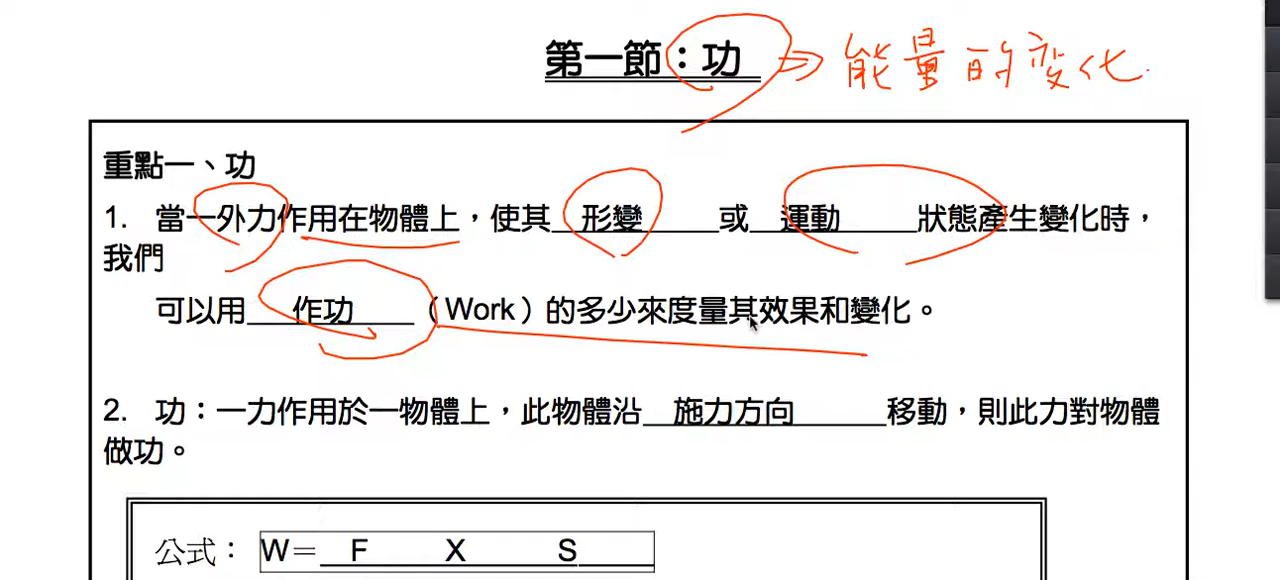 第一節：功 => 能量的变化
重點一、功
1. 當一外力作用在物體上，使其 形變 或 運動 狀態產生變化時，
我們
可以用 作功 （Work）的多少來度量其效果和變化。
2. 功：一力作用於一物體上，此物體沿 施力方向 移動，則此力對物體
做功。
公式： W＝ F X S